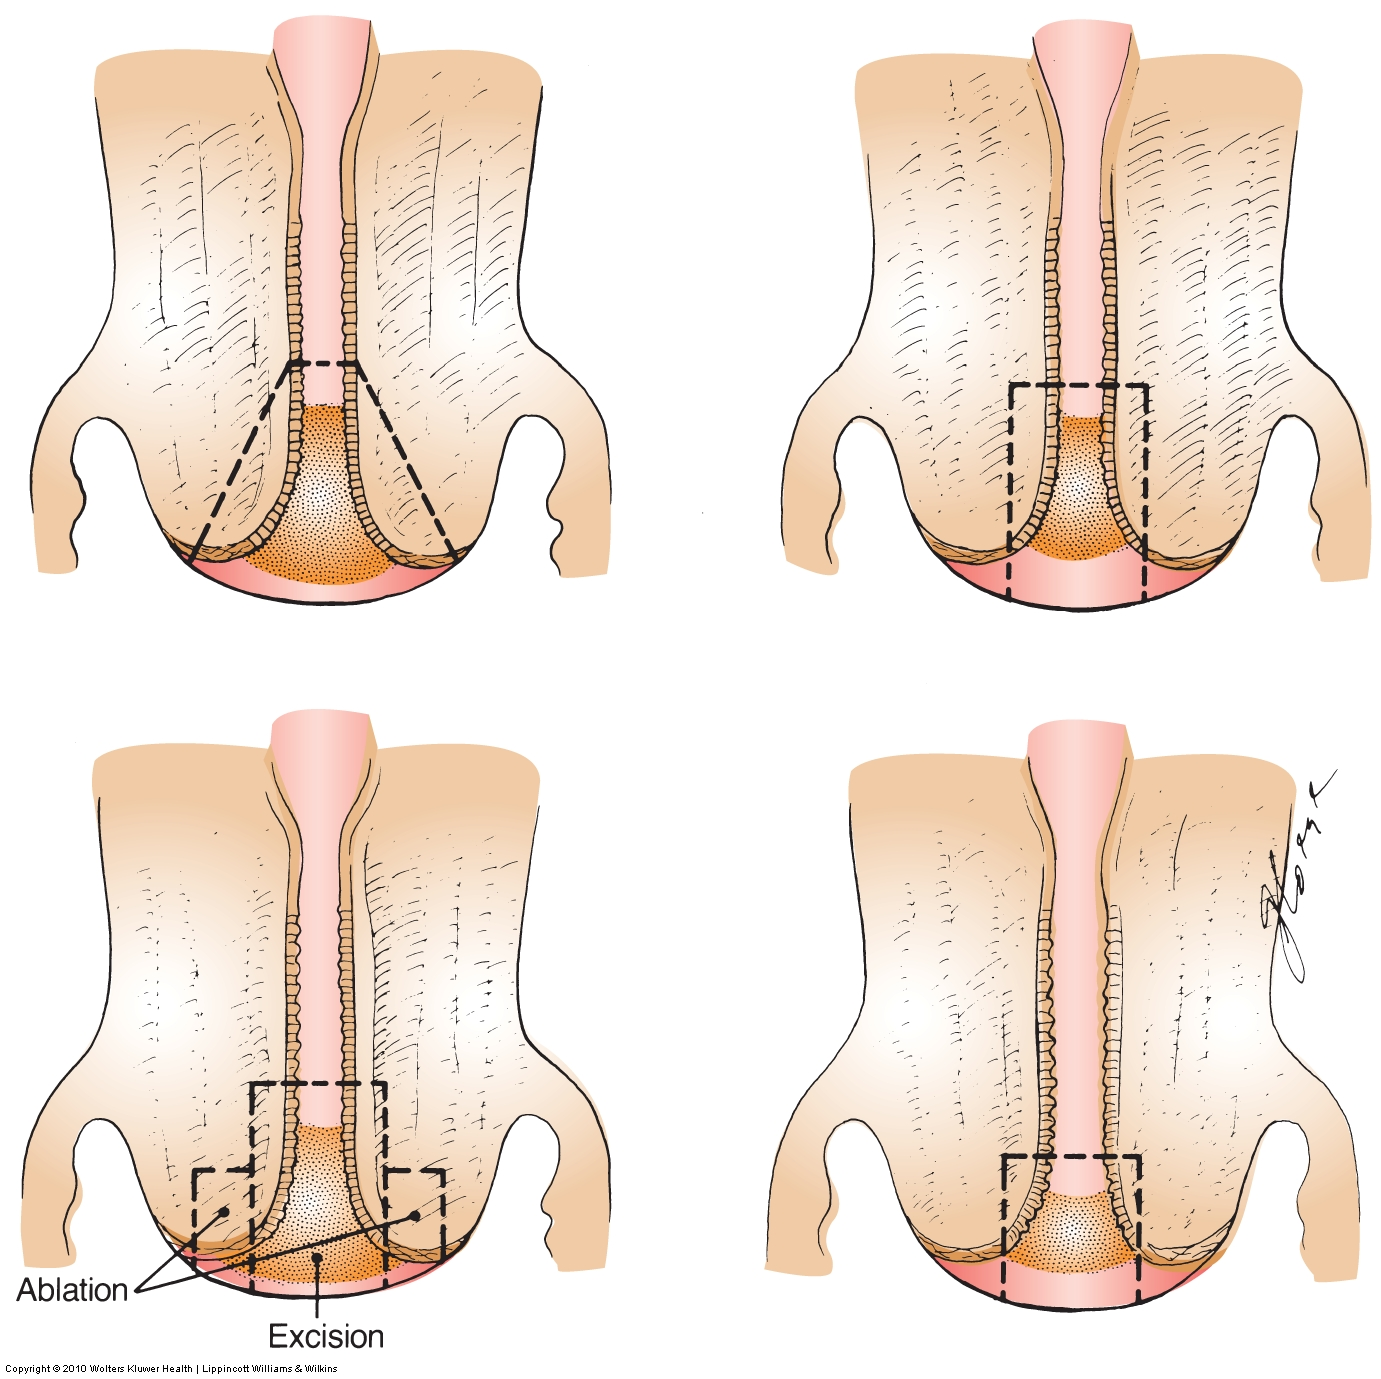 Ablation
Excision
Copyright © 2010 Wolters Kluwer Health | Lippincott Williams & Wilkins